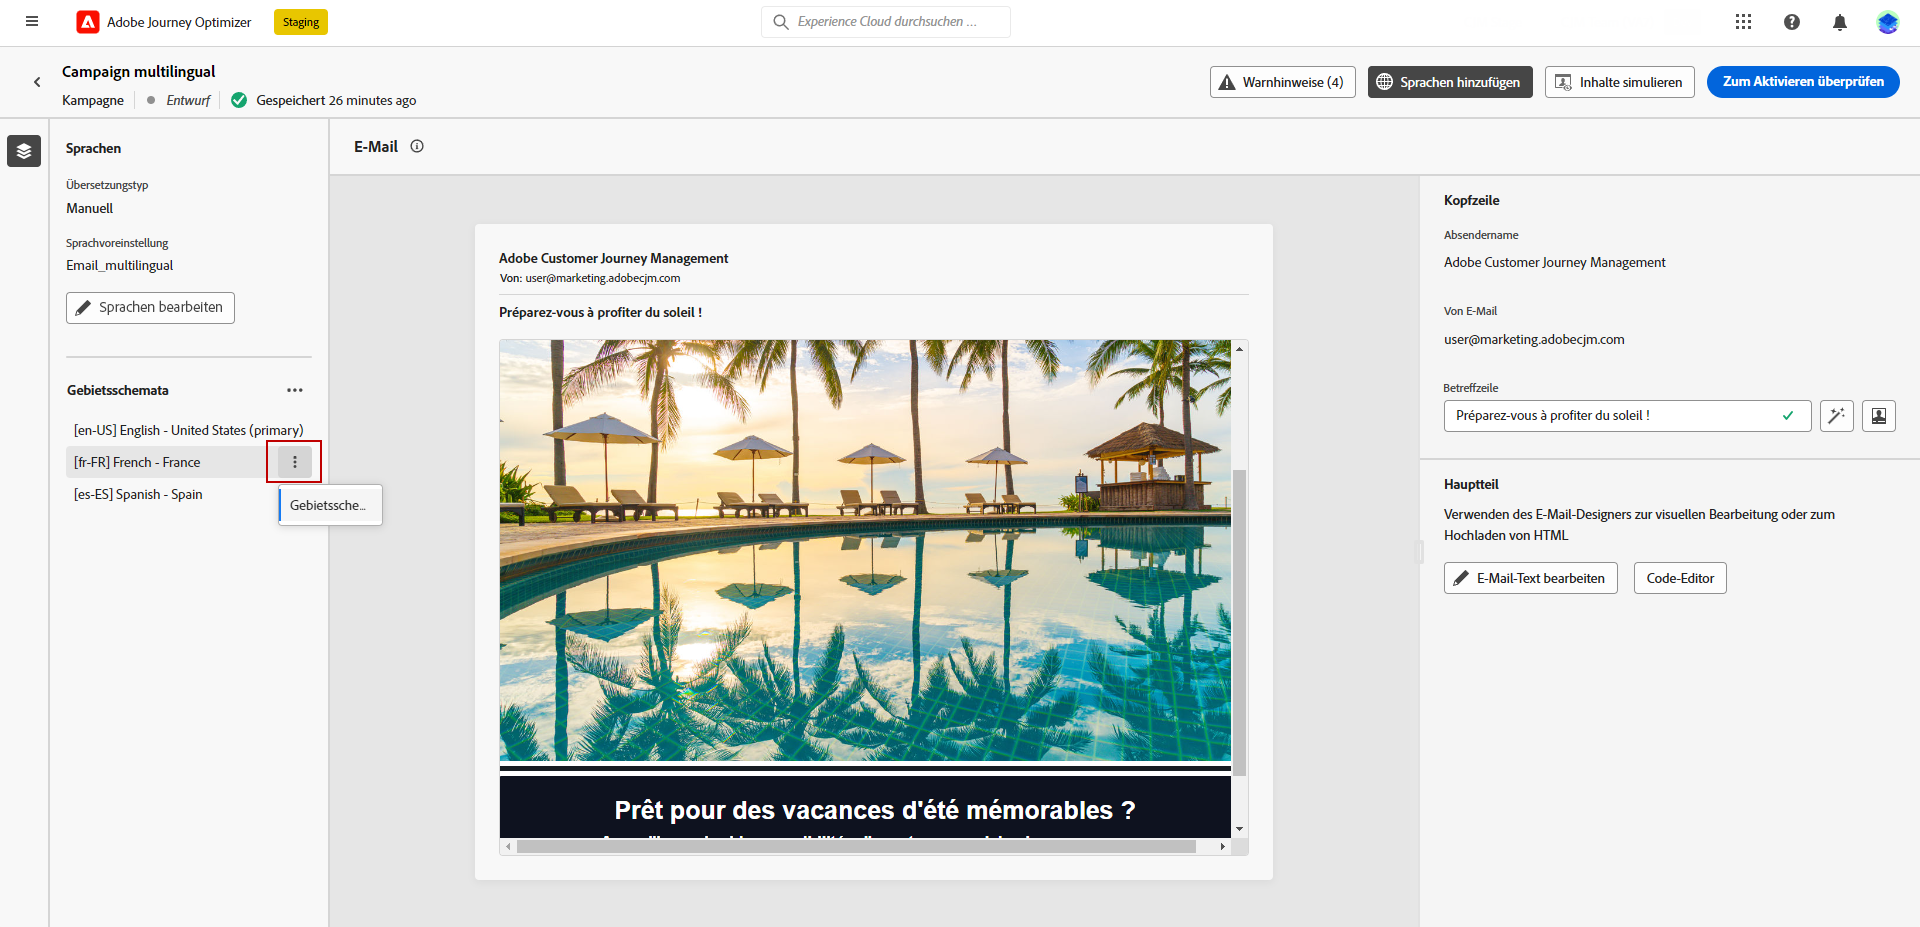 Adobe Journey Optimizer
Staging
Experience Cloud durchsuchen ...
Campaign multilingual
Kampagne
Entwurf
Gespeichert 26 minutes ago
Warnhinweise (4)
Sprachen hinzufügen
Inhalte simulieren
Zum Aktivieren überprüfen
Sprachen
Übersetzungstyp
Manuell
Sprachvoreinstellung
Email_multilingual
Sprachen bearbeiten
Gebietsschemata
[en-US] English - United States (primary)
[fr-FR] French - France
[es-ES] Spanish - Spain
Gebietssche...
E-Mail
Adobe Customer Journey Management
Von: user@marketing.adobecjm.com
Préparez-vous à profiter du soleil !
Prêt pour des vacances d'été mémorables ?
Kopfzeile
Absendername
Adobe Customer Journey Management
Von E-Mail
user@marketing.adobecjm.com
Betreffzeile
Préparez-vous à profiter du soleil !
Hauptteil
Verwenden des E-Mail-Designers zur visuellen Bearbeitung oder zum
Hochladen von HTML
E-Mail-Text bearbeiten
Code-Editor